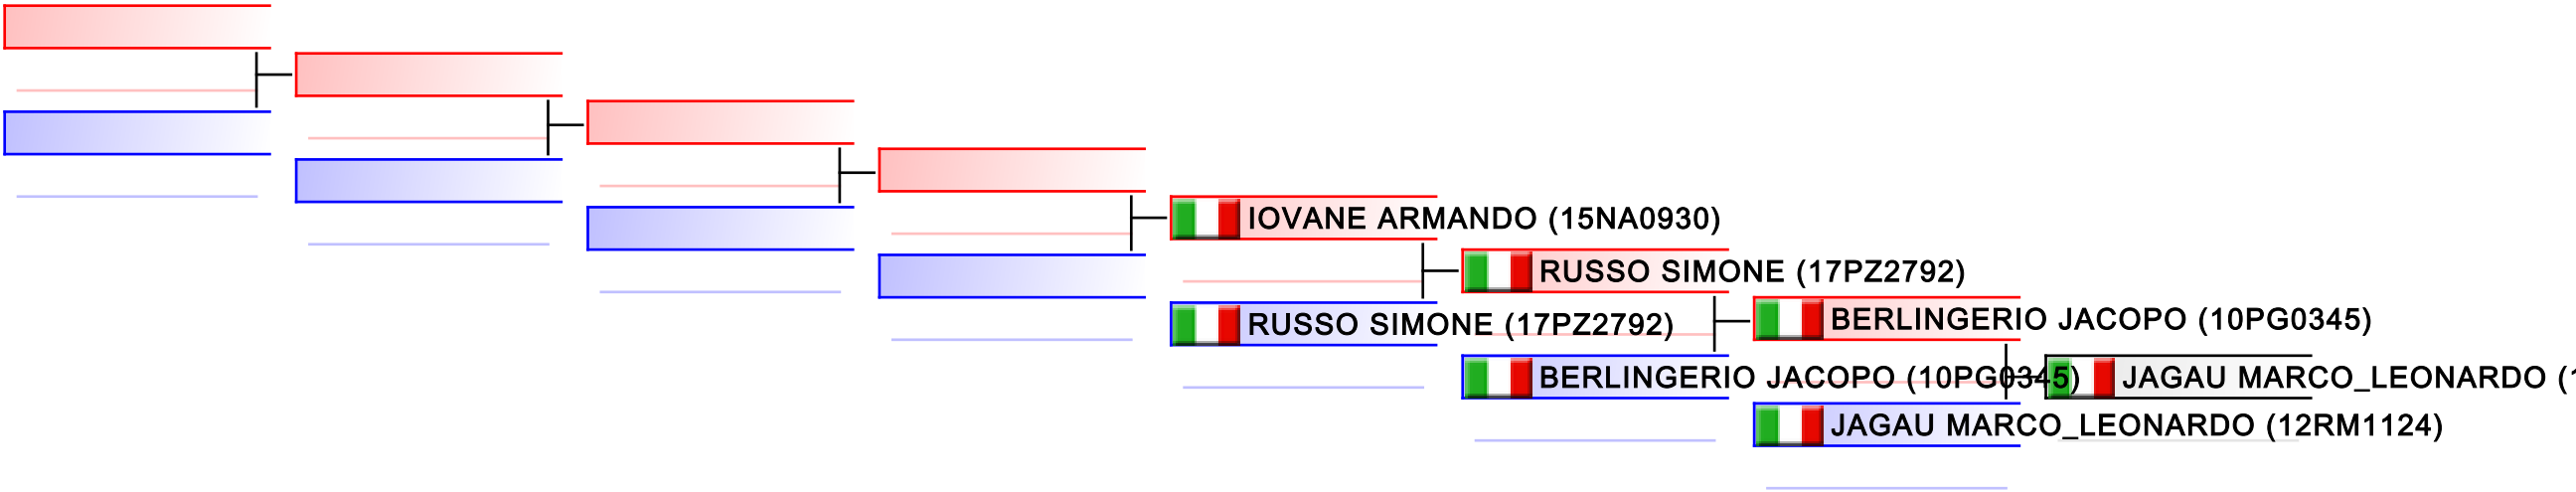 IOVANE ARMANDO (15NA0930)
RUSSO SIMONE (17PZ2792)
RUSSO SIMONE (17PZ2792)
BERLINGERIO JACOPO (10PG0345)
BERLINGERIO JACOPO (10PG0345)
JAGAU MARCO_LEONARDO (1
JAGAU MARCO_LEONARDO (12RM1124)